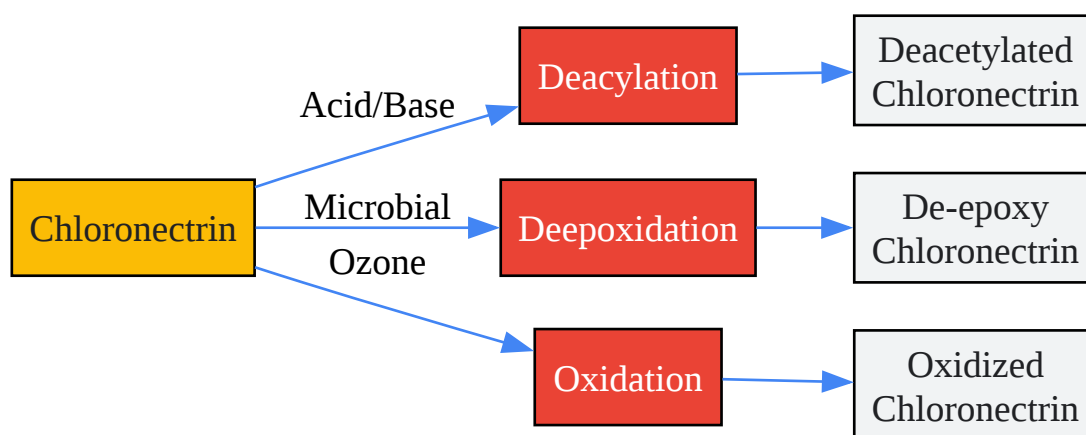 Acid/Base
Deacylation
Deacetylated
Chloronectrin
Chloronectrin
Microbial
Deepoxidation
De-epoxy
Chloronectrin
Ozone
Oxidation
Oxidized
Chloronectrin